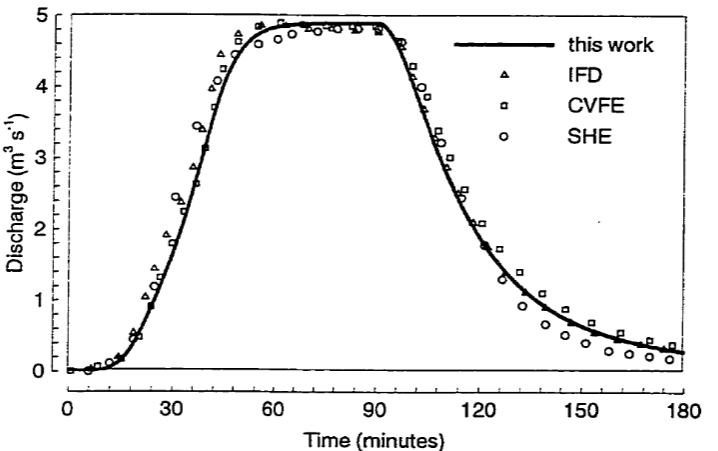 5
4
3
2
1
0
Discharge (m³ s⁻¹)
this work
IFD
CVFE
SHE
0 30 60 90 120 150 180
Time (minutes)